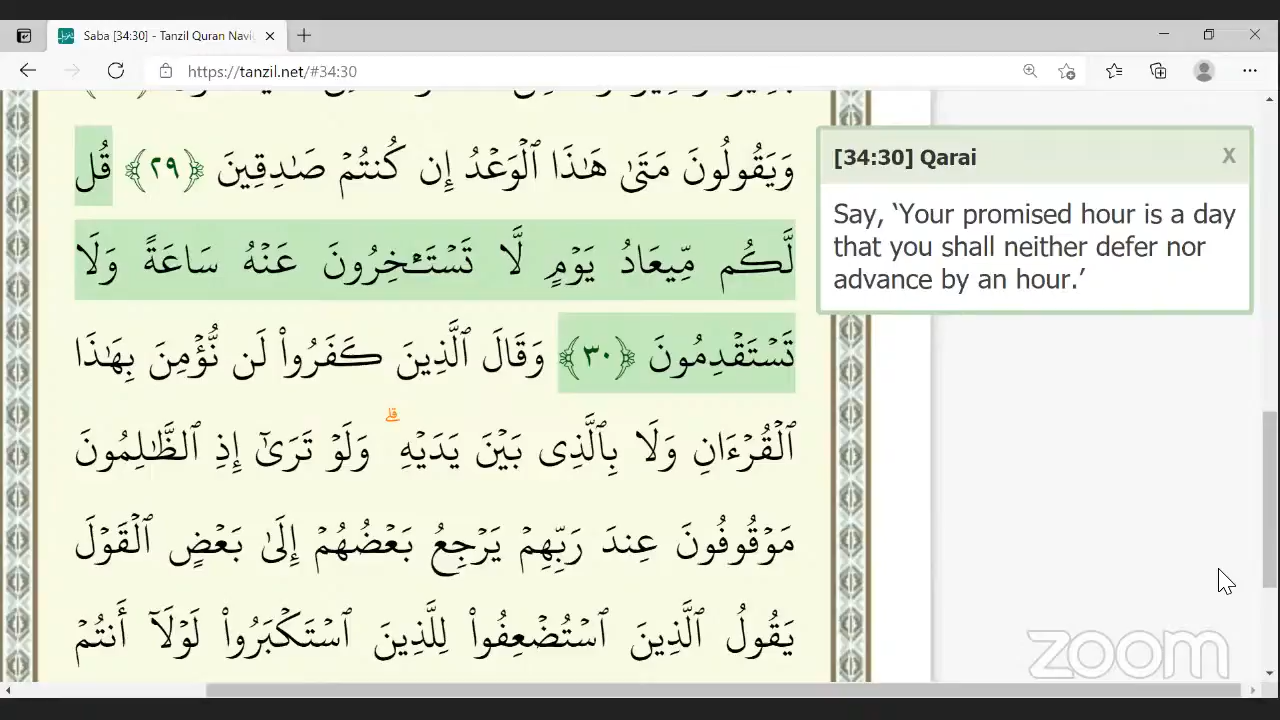 Saba [34:30] - Tanzil Quran Navi
https://tanzil.net/#34:30
وَيَقُولُونَ مَتَىٰ هَـٰذَا ٱلْوَعْدُ إِن كُنتُمْ صَـٰدِقِينَ ﴿٢٩﴾ قُل
لَّكُم مِّيعَادُ يَوْمٍ لَّا تَسْتَـْٔخِرُونَ عَنْهُ سَاعَةً وَلَا
تَسْتَقْدِمُونَ ﴿٣٠﴾ وَقَالَ ٱلَّذِينَ كَفَرُوا۟ لَن نُّؤْمِنَ بِهَـٰذَا
ٱلْقُرْءَانِ وَلَا بِٱلَّذِى بَيْنَ يَدَيْهِ ۗ وَلَوْ تَرَىٰٓ إِذِ ٱلظَّـٰلِمُونَ
مَوْقُوفُونَ عِندَ رَبِّهِمْ يَرْجِعُ بَعْضُهُمْ إِلَىٰ بَعْضٍ ٱلْقَوْلَ
يَقُولُ ٱلَّذِينَ ٱسْتُضْعِفُوا۟ لِلَّذِينَ ٱسْتَكْبَرُوا۟ لَوْلَآ أَنتُمْ
[34:30] Qarai
X
Say, ‘Your promised hour is a day
that you shall neither defer nor
advance by an hour.’
zoom